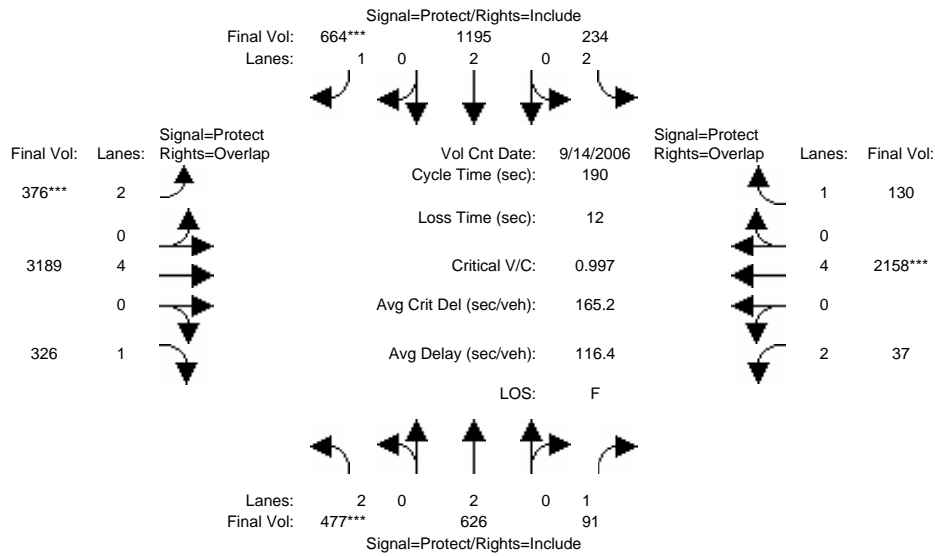 Signal=Protect/Rights=Include
Final Vol: 664*** 1195 234
Lanes: 1 0 2 0 2
Signal=Protect Signal=Protect
Final Vol: Lanes: Rights=Overlap Vol Cnt Date: 9/14/2006 Rights=Overlap Lanes: Final Vol:
Cycle Time (sec): 190
376*** 2 1 130
Loss Time (sec): 12
0 0
3189 4 Critical V/C: 0.997 4 2158***
0 Avg Crit Del (sec/veh): 165.2 0
326 1 Avg Delay (sec/veh): 116.4 2 37
LOS: F
Lanes: 2 0 2 0 1
Final Vol: 477*** 626 91
Signal=Protect/Rights=Include